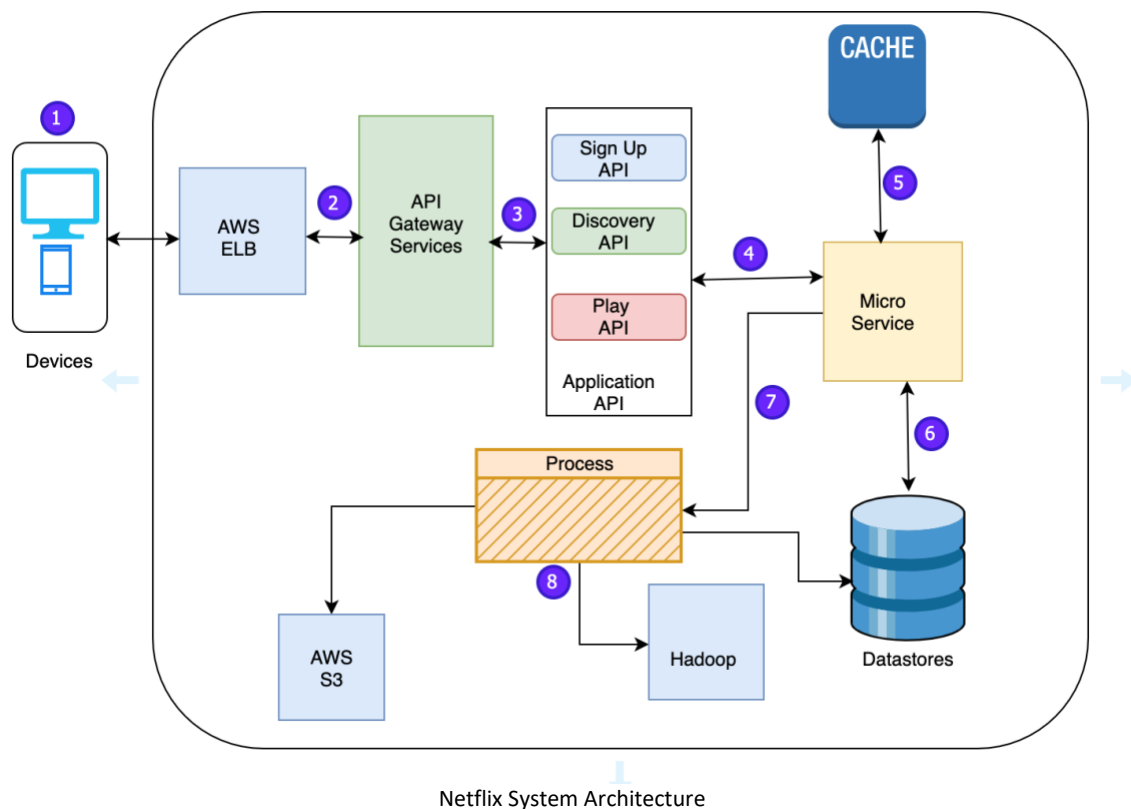 CACHE
1
Sign Up
API
5
AWS
ELB
2
API
Gateway
Services
3
Discovery
API
4
Micro
Service
Play
API
Devices
Application
API
7
6
Process
8
AWS
S3
Hadoop
Datastores
Netflix System Architecture